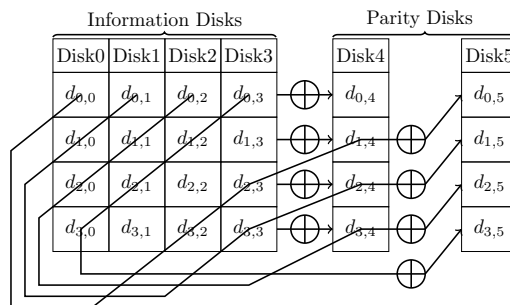 Information Disks Parity Disks
Disk0 Disk1 Disk2 Disk3 Disk4 Disk5
d0,0 d0,1 d0,2 d0,3 d0,4 d0,5
d1,0 d1,1 d1,2 d1,3 d1,4 d1,5
d2,0 d2,1 d2,2 d2,3 d2,4 d2,5
d3,0 d3,1 d3,2 d3,3 d3,4 d3,5